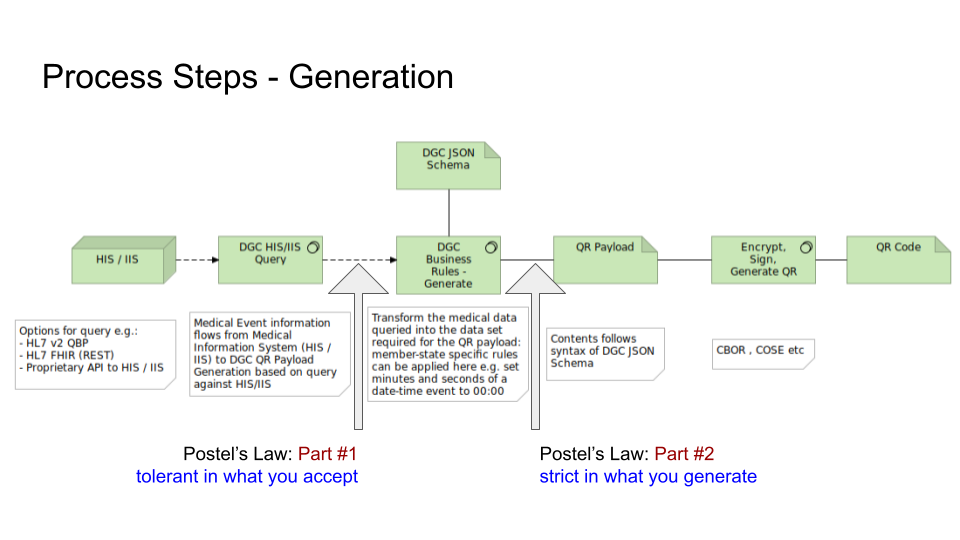 Process Steps - Generation
DGC JSON
Schema
HIS / IIS
DGC HIS/IIS
Query
DGC
Business
Rules -
Generate
QR Payload
Encrypt,
Sign,
Generate QR
QR Code
Options for query e.g.:
- HL7 v2 QBP
- HL7 FHIR (REST)
- Proprietary API to HIS / IIS
Medical Event information
flows from Medical
Information System (HIS /
IIS) to DGC QR Payload
Generation based on query
against HIS/IIS
Transform the medical data
queried into the data set
required for the QR payload:
member-state specific rules
can be applied here e.g. set
minutes and seconds of a
date-time event to 00:00
Contents follows
syntax of DGC JSON
Schema
CBOR , COSE etc
Postel’s Law: Part #1
tolerant in what you accept
Postel’s Law: Part #2
strict in what you generate